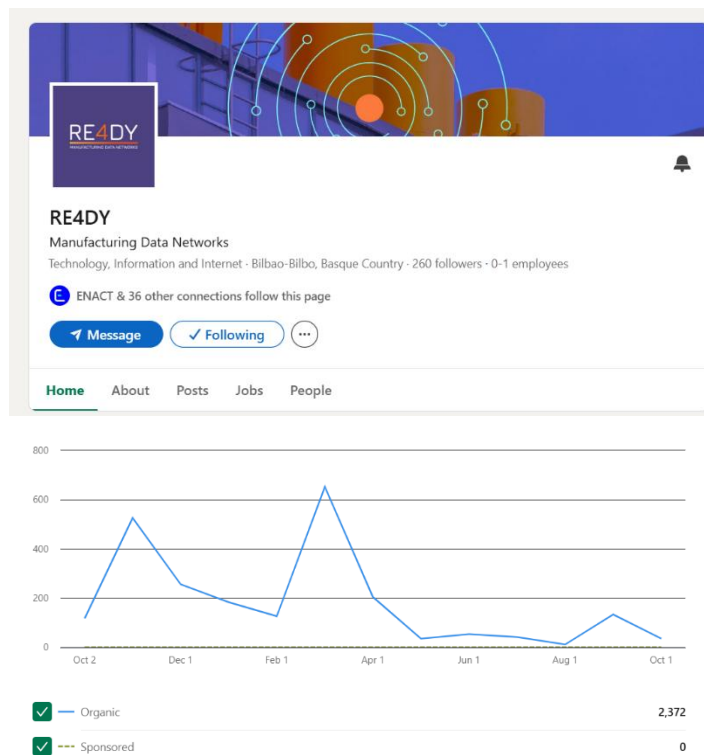 RE4DY
MANUFACTURING DATA NETWORKS
RE4DY
Manufacturing Data Networks
Technology, Information and Internet · Bilbao-Bilbo, Basque Country · 260 followers · 0-1 employees
E ENACT & 36 other connections follow this page
Message Following
Home About Posts Jobs People
800
600
400
200
0
Oct 2 Dec 1 Feb 1 Apr 1 Jun 1 Aug 1 Oct 1
Organic 2,372
Sponsored 0